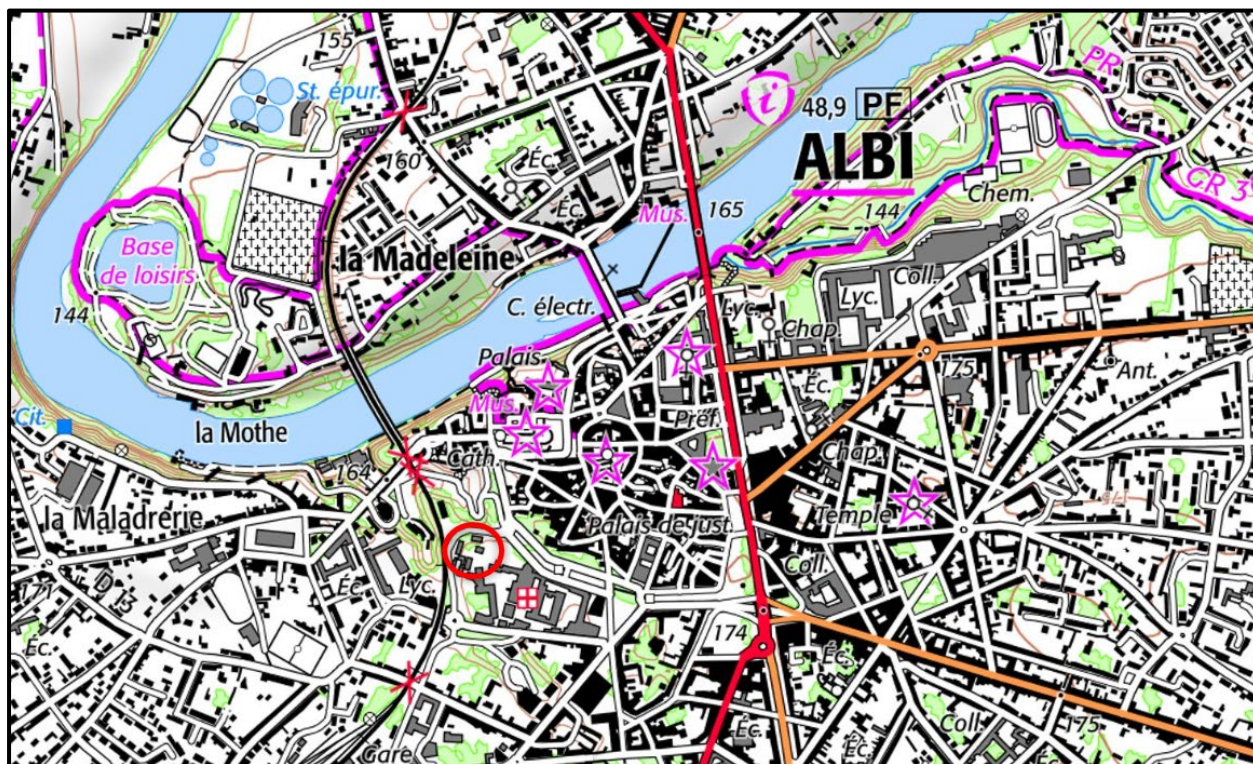 155
St. épur.
PR
48,9 PF
ALBI
160
Éc.
Éc.
Mus.
165
144
Chem.
GR 3
Base
de loisirs
la Madeleine
Coll.
Lyc.
144
C. électr.
Lyc.
Chap.
Palais
175
Éc.
Ant.
Mus.
Cit.
la Mothe
Préf.
164
Cath.
Chap.
la Maladrerie
Palais de just.
Temple
Éc.
Lyc.
Coll.
171
D 13
Éc.
174
Éc.
175
Coll.
Gare
Éc.
Éc.
Éc.